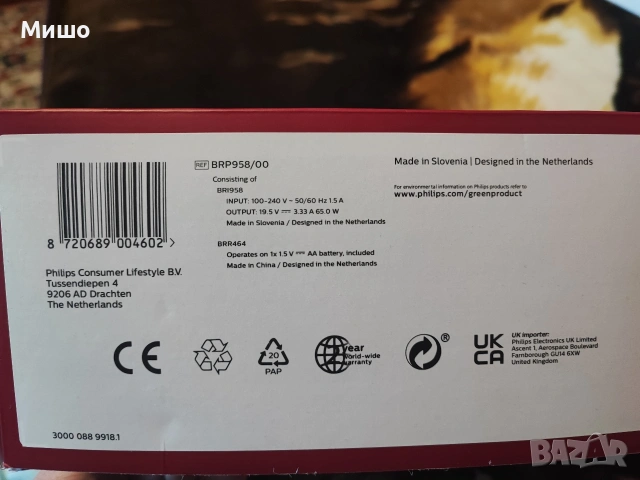 Мишо
REF BRP958/00
Consisting of
BRI958
INPUT: 100-240 V ~ 50/60 Hz 1.5 A
OUTPUT: 19.5 V ⎓ 3.33 A 65.0 W
Made in Slovenia / Designed in the Netherlands
BRR464
Operates on 1x 1.5 V ⎓ AA battery, included
Made in China / Designed in the Netherlands
Made in Slovenia | Designed in the Netherlands
For environmental information on Philips products refer to
www.philips.com/greenproduct
8 720689 004602 >
Philips Consumer Lifestyle B.V.
Tussendiepen 4
9206 AD Drachten
The Netherlands
CE
20
PAP
2 year
world-wide
warranty
®
UK
CA
UK Importer:
Philips Electronics UK Limited
Ascent 1, Aerospace Boulevard
Farnborough GU14 6XW
United Kingdom
3000 088 9918.1
BAZAR